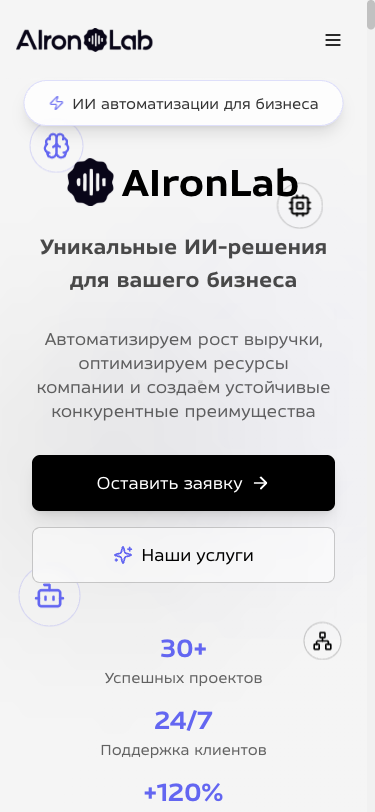 AIronLab
ИИ автоматизации для бизнеса
AIronLab
Уникальные ИИ-решения
для вашего бизнеса
Автоматизируем рост выручки,
оптимизируем ресурсы
компании и создаем устойчивые
конкурентные преимущества
Оставить заявку
Наши услуги
30+
Успешных проектов
24/7
Поддержка клиентов
+120%